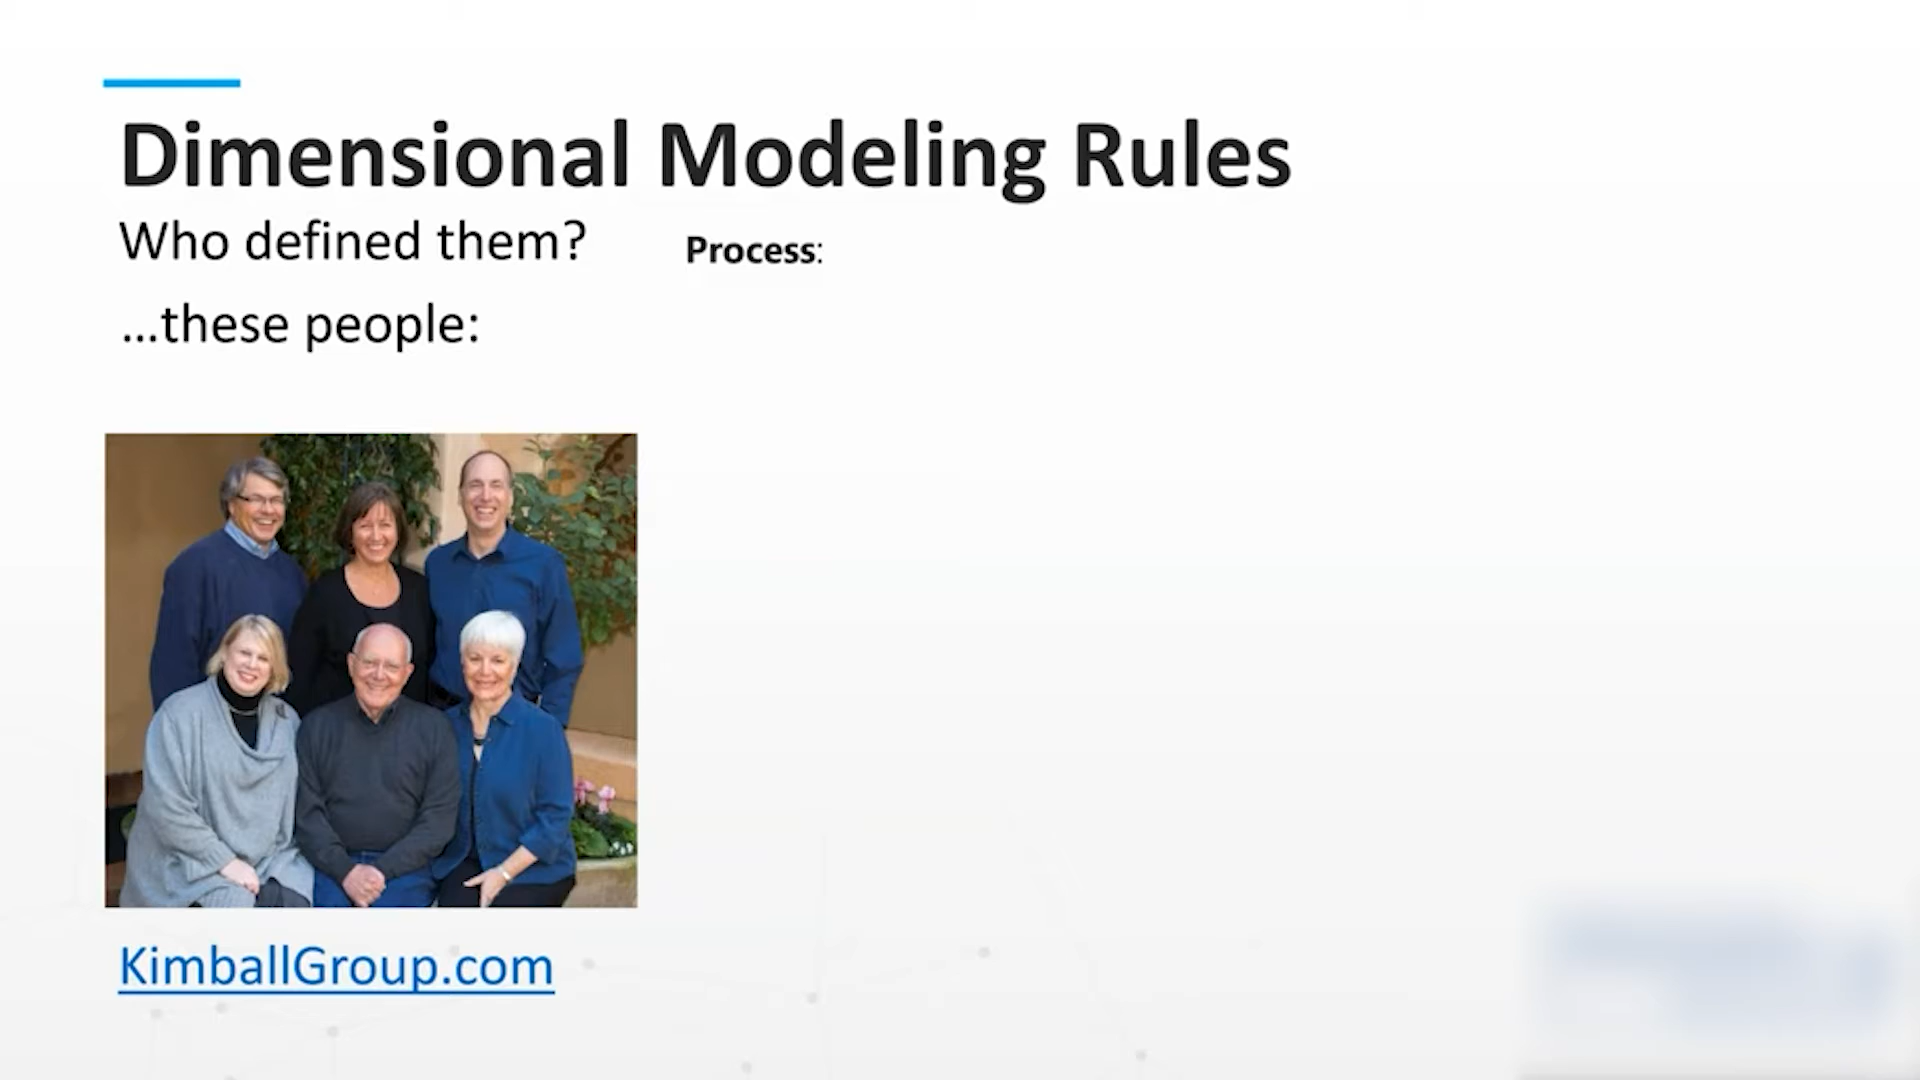 Dimensional Modeling Rules
Who defined them?
...these people:
Process:
KimballGroup.com